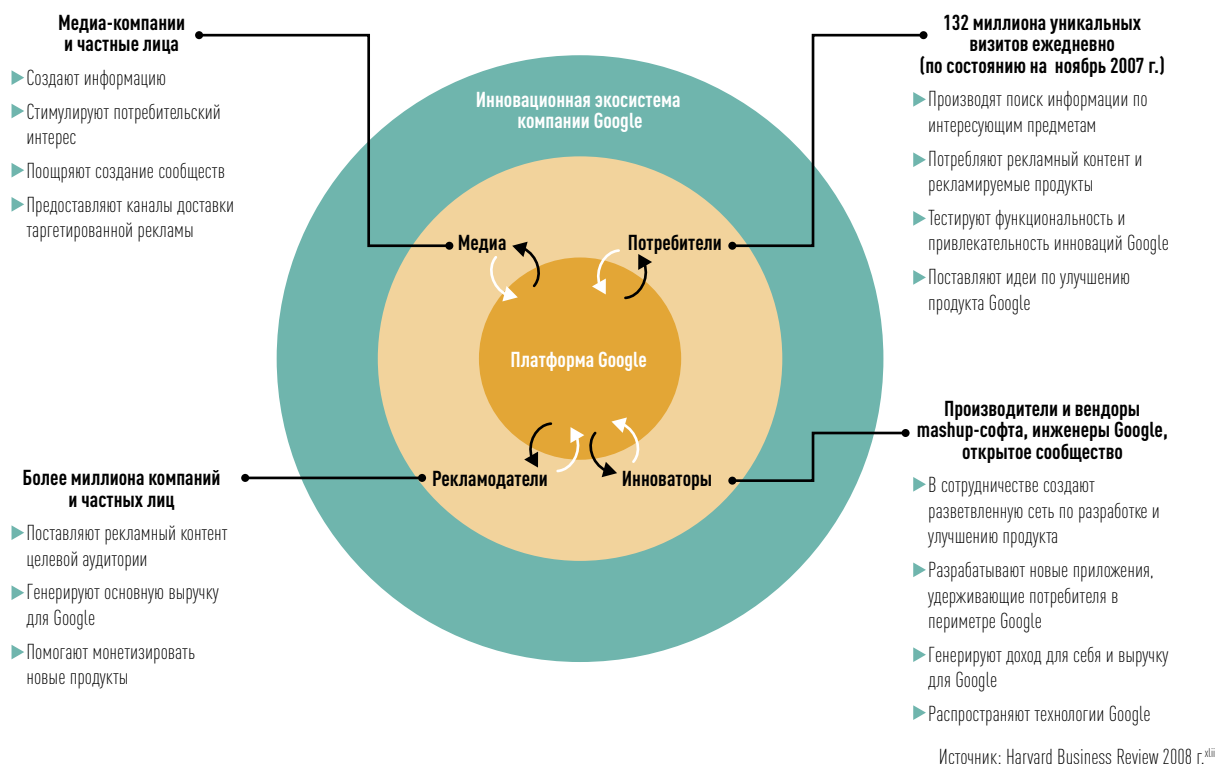 Медиа-компании
и частные лица
▶Создают информацию
▶Стимулируют потребительский
интерес
▶Поощряют создание сообществ
▶Предоставляют каналы доставки
таргетированной рекламы
132 миллиона уникальных
визитов ежедневно
(по состоянию на ноябрь 2007 г.)
▶Производят поиск информации по
интересующим предметам
▶Потребляют рекламный контент и
рекламируемые продукты
▶Тестируют функциональность и
привлекательность инноваций Google
▶Поставляют идеи по улучшению
продукта Google
Инновационная экосистема
компании Google
Медиа
Потребители
Платформа Google
Рекламодатели
Инноваторы
Более миллиона компаний
и частных лиц
▶Поставляют рекламный контент
целевой аудитории
▶Генерируют основную выручку
для Google
▶Помогают монетизировать
новые продукты
Производители и вендоры
mashup-софта, инженеры Google,
открытое сообщество
▶В сотрудничестве создают
разветвленную сеть по разработке и
улучшению продукта
▶Разрабатывают новые приложения,
удерживающие потребителя в
периметре Google
▶Генерируют доход для себя и выручку
для Google
▶Распространяют технологии Google
Источник: Harvard Business Review 2008 г.xlii